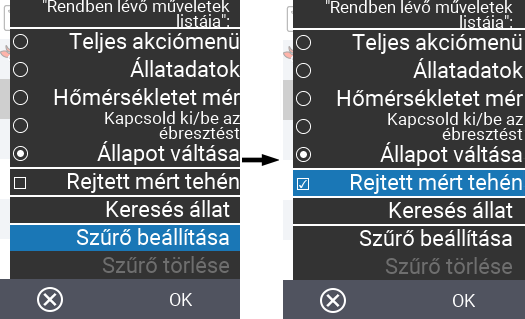 "Rendben lévő műveletek
listája":
Teljes akciómenü
Állatadatok
Hőmérsékletet mér
Kapcsold ki/be az
ébresztést
Állapot váltása
Rejtett mért tehén
Keresés állat
Szűrő beállítása
Szűrő törlése
OK
"Rendben lévő műveletek
listája":
Teljes akciómenü
Állatadatok
Hőmérsékletet mér
Kapcsold ki/be az
ébresztést
Állapot váltása
Rejtett mért tehén
Keresés állat
Szűrő beállítása
Szűrő törlése
OK